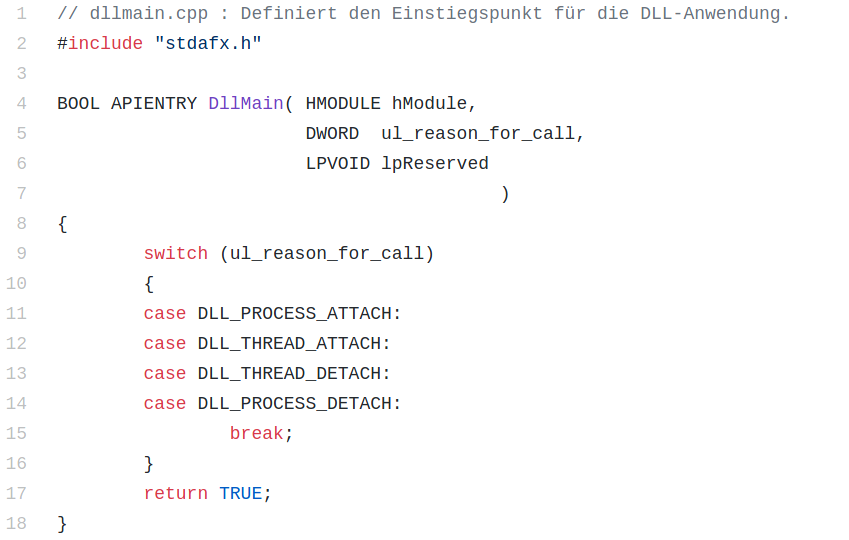 1 // dllmain.cpp : Definiert den Einstiegspunkt für die DLL-Anwendung.
2 #include "stdafx.h"
3
4 BOOL APIENTRY DllMain( HMODULE hModule,
5                        DWORD  ul_reason_for_call,
6                        LPVOID lpReserved
7                                          )
8 {
9         switch (ul_reason_for_call)
10         {
11         case DLL_PROCESS_ATTACH:
12         case DLL_THREAD_ATTACH:
13         case DLL_THREAD_DETACH:
14         case DLL_PROCESS_DETACH:
15                 break;
16         }
17         return TRUE;
18 }